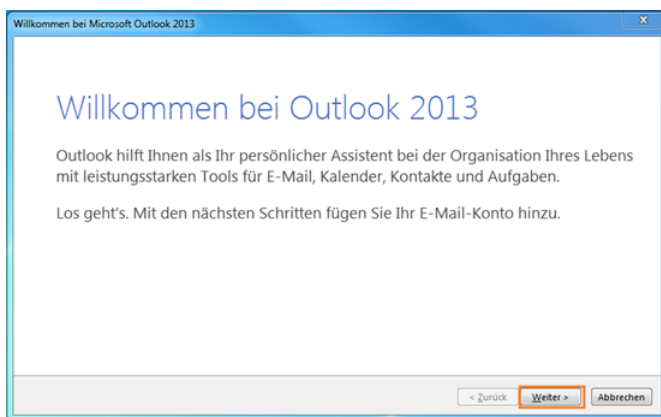 Willkommen bei Microsoft Outlook 2013
X
Willkommen bei Outlook 2013
Outlook hilft Ihnen als Ihr persönlicher Assistent bei der Organisation Ihres Lebens
mit leistungsstarken Tools für E-Mail, Kalender, Kontakte und Aufgaben.
Los geht's. Mit den nächsten Schritten fügen Sie Ihr E-Mail-Konto hinzu.
< Zurück Weiter > Abbrechen